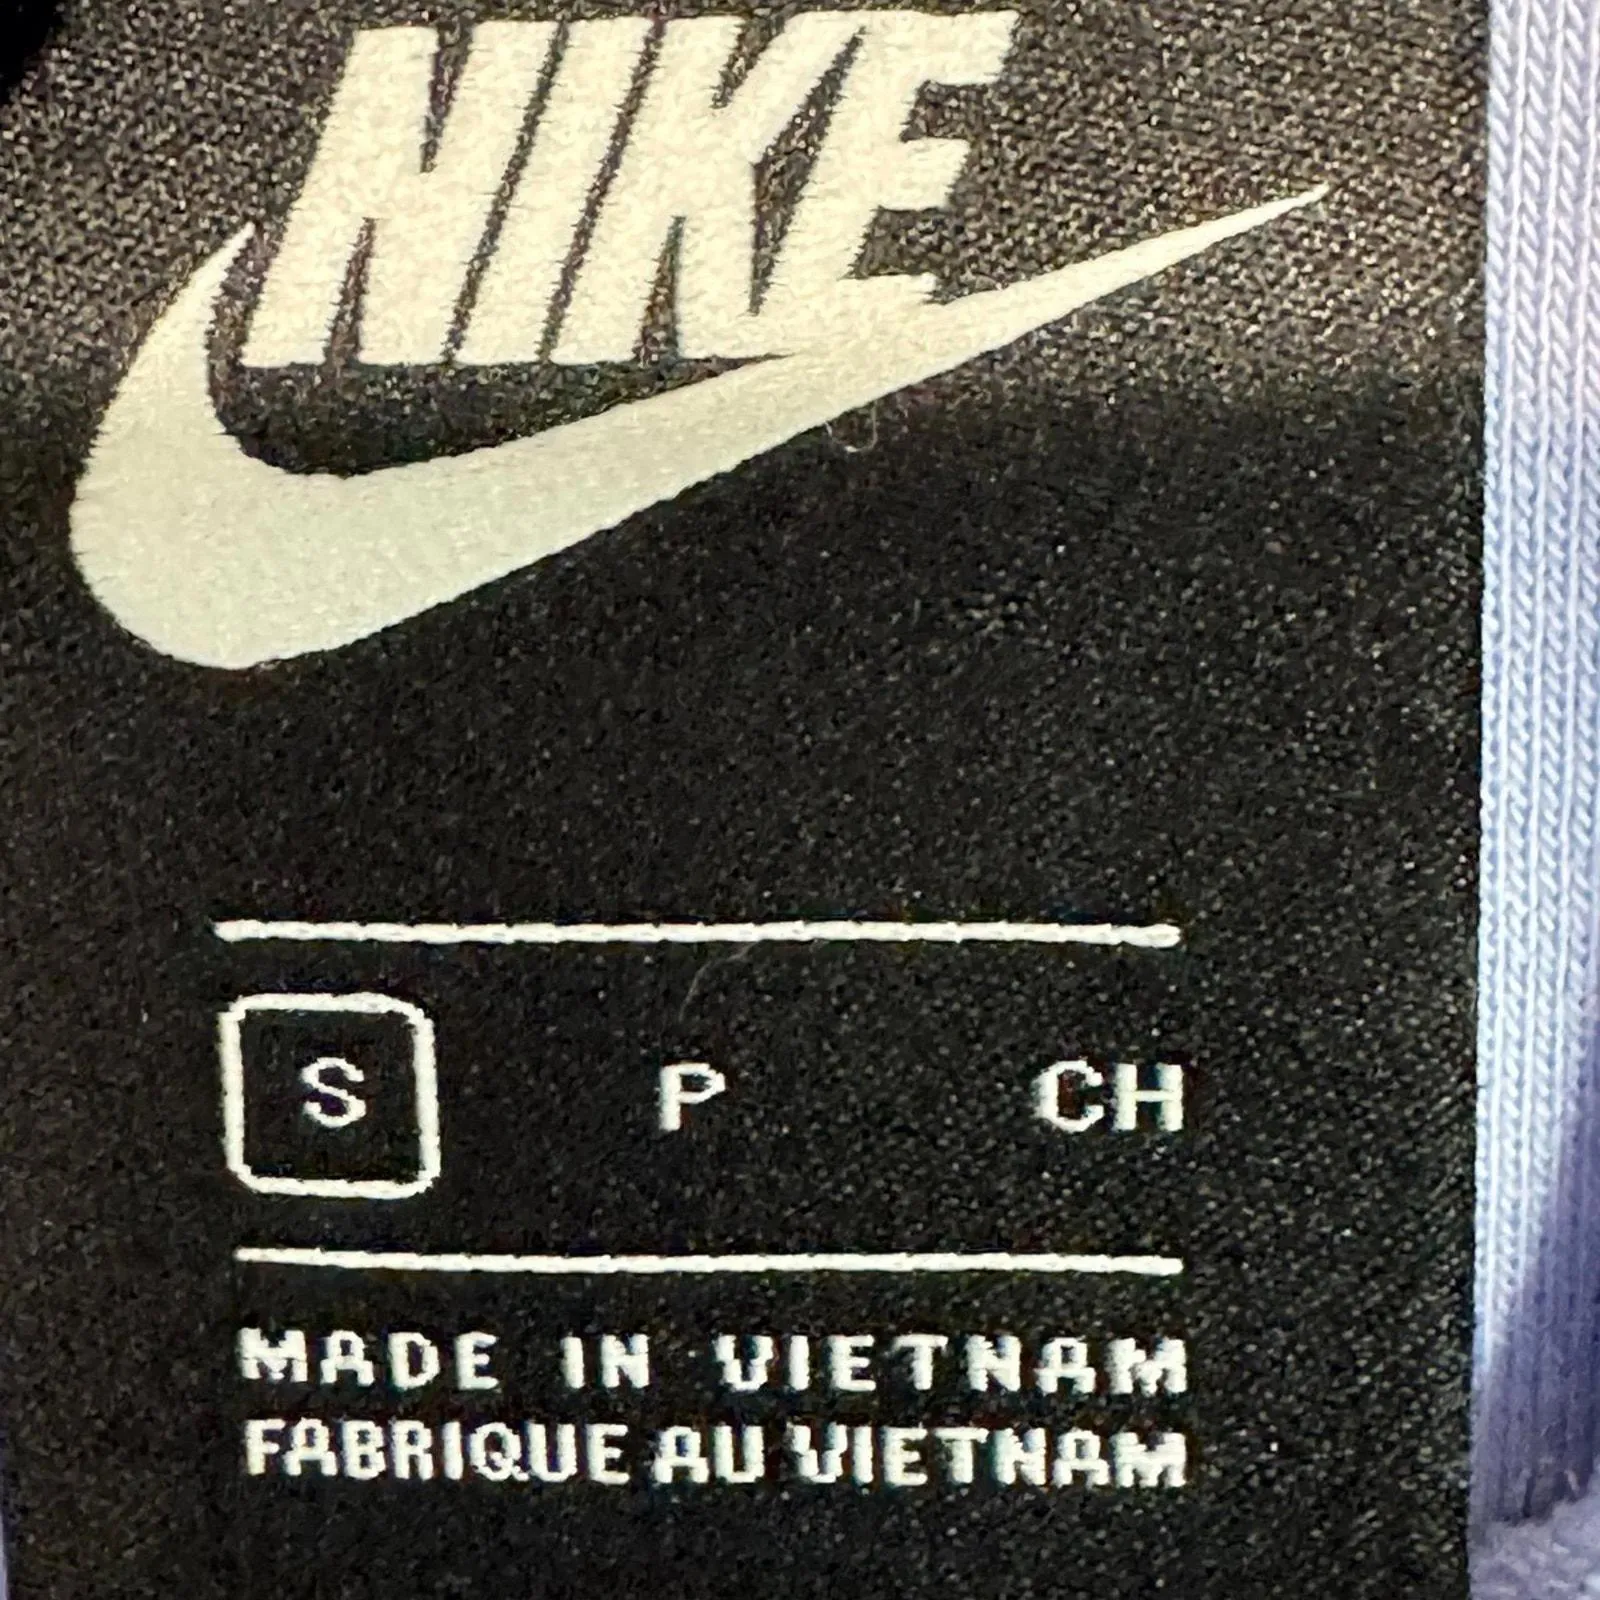 NIKE
S P CH
MADE IN VIETNAM
FABRIQUE AU VIETNAM